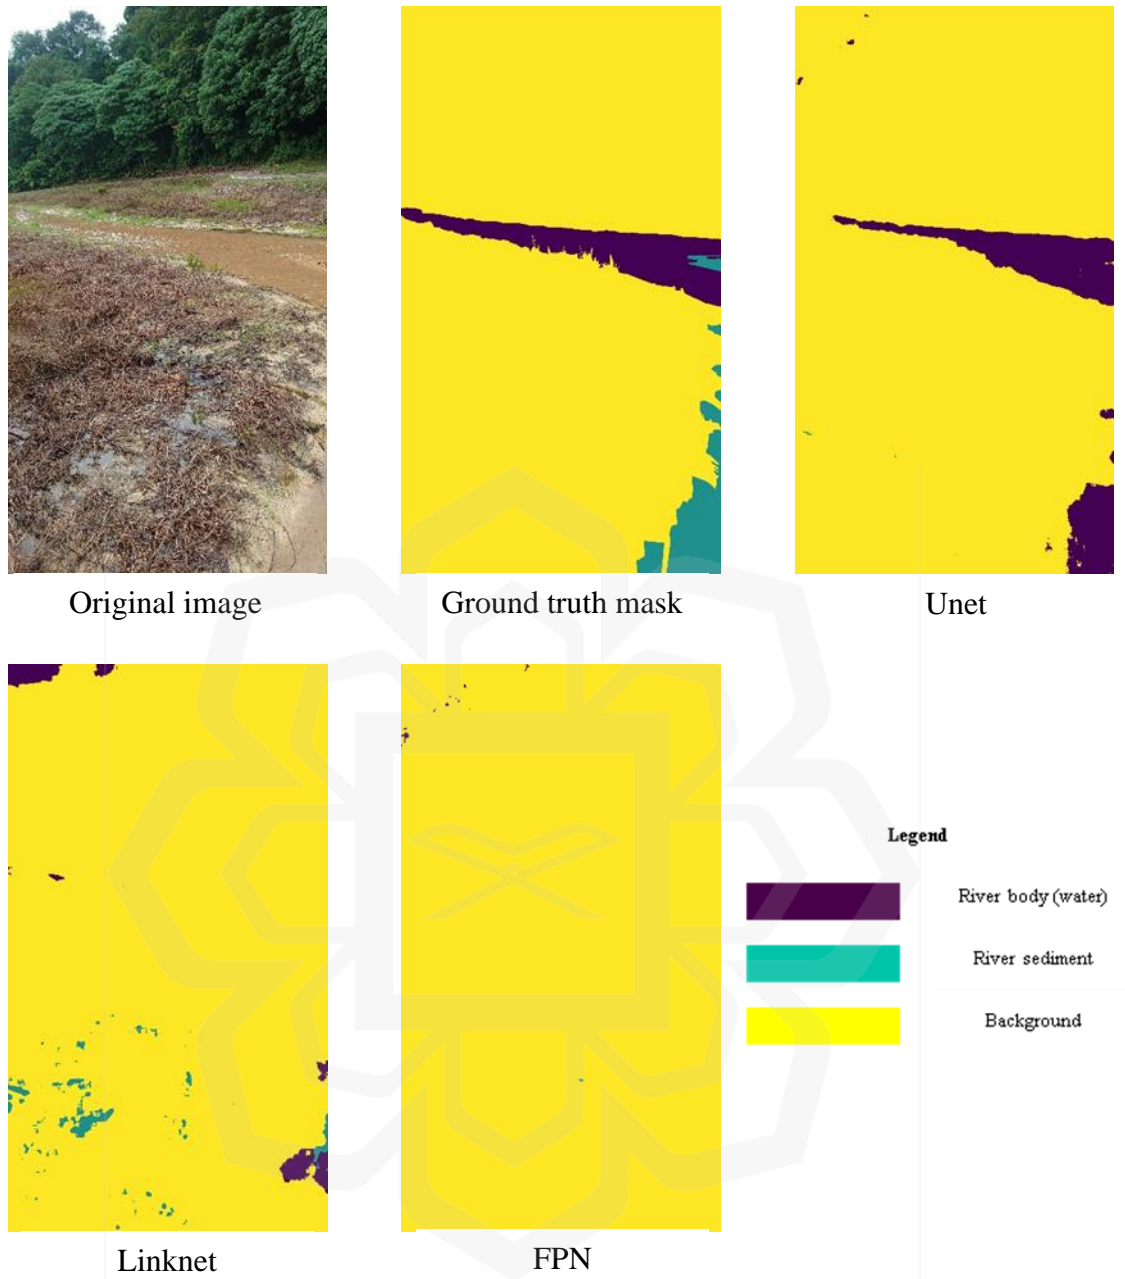 Original image
Ground truth mask
Unet
Linknet
FPN
Legend
River body (water)
River sediment
Background